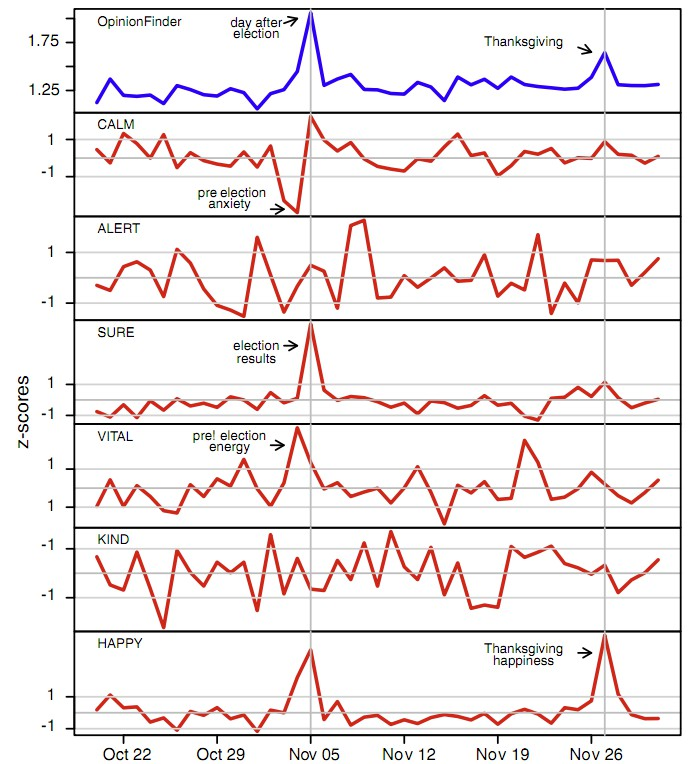 OpinionFinder
day after
election
Thanksgiving
1.75
1.25
CALM
1
-1
pre election
anxiety
ALERT
1
-1
SURE
election
results
1
-1
z-scores
VITAL
pre! election
energy
1
1
KIND
-1
-1
HAPPY
Thanksgiving
happiness
1
-1
Oct 22 Oct 29 Nov 05 Nov 12 Nov 19 Nov 26